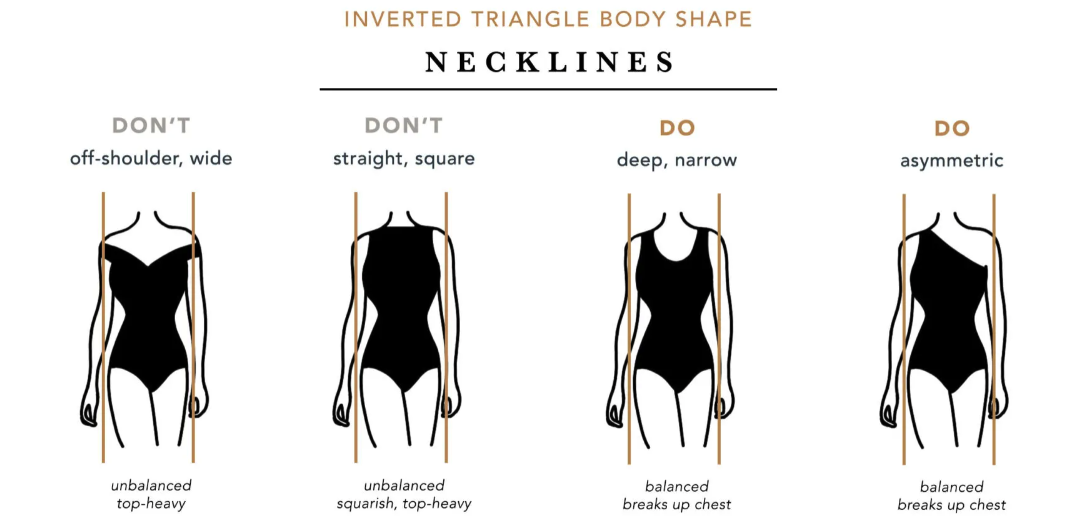 INVERTED TRIANGLE BODY SHAPE
NECKLINES
DON'T
off-shoulder, wide
unbalanced
top-heavy
DON'T
straight, square
unbalanced
squarish, top-heavy
DO
deep, narrow
balanced
breaks up chest
DO
asymmetric
balanced
breaks up chest